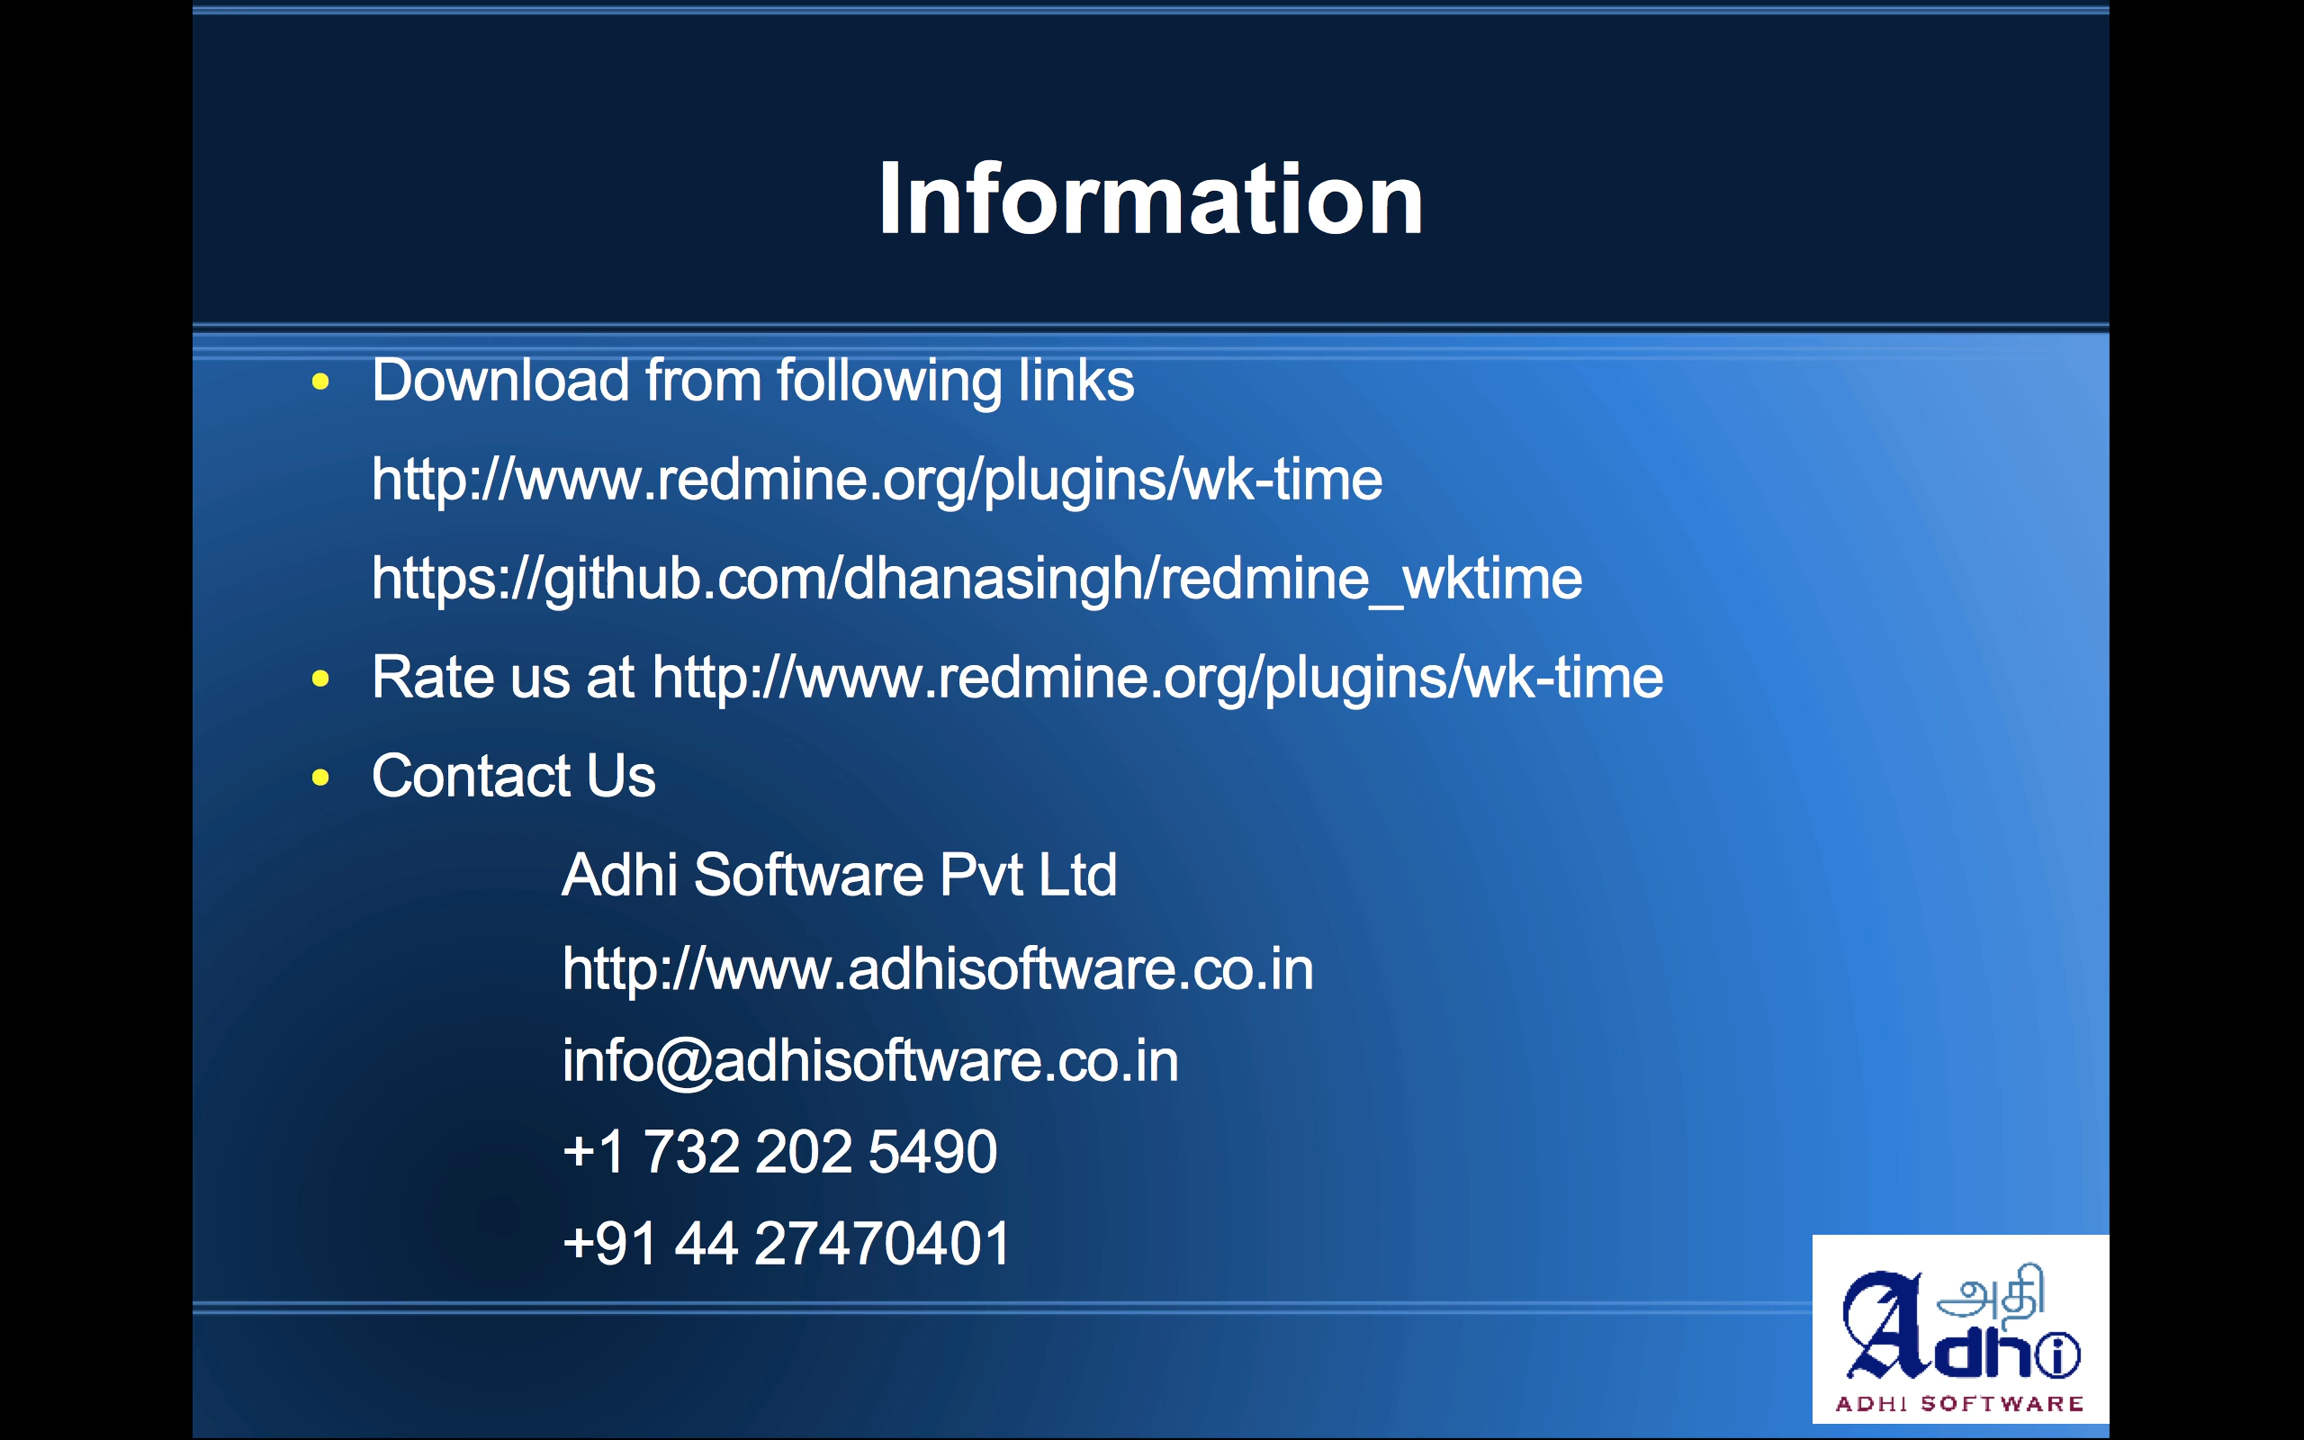 Information
• Download from following links
http://www.redmine.org/plugins/wk-time
https://github.com/dhanasingh/redmine_wktime
• Rate us at http://www.redmine.org/plugins/wk-time
• Contact Us
Adhi Software Pvt Ltd
http://www.adhisoftware.co.in
info@adhisoftware.co.in
+1 732 202 5490
+91 44 27470401
அதி
Adhi
ADHI SOFTWARE